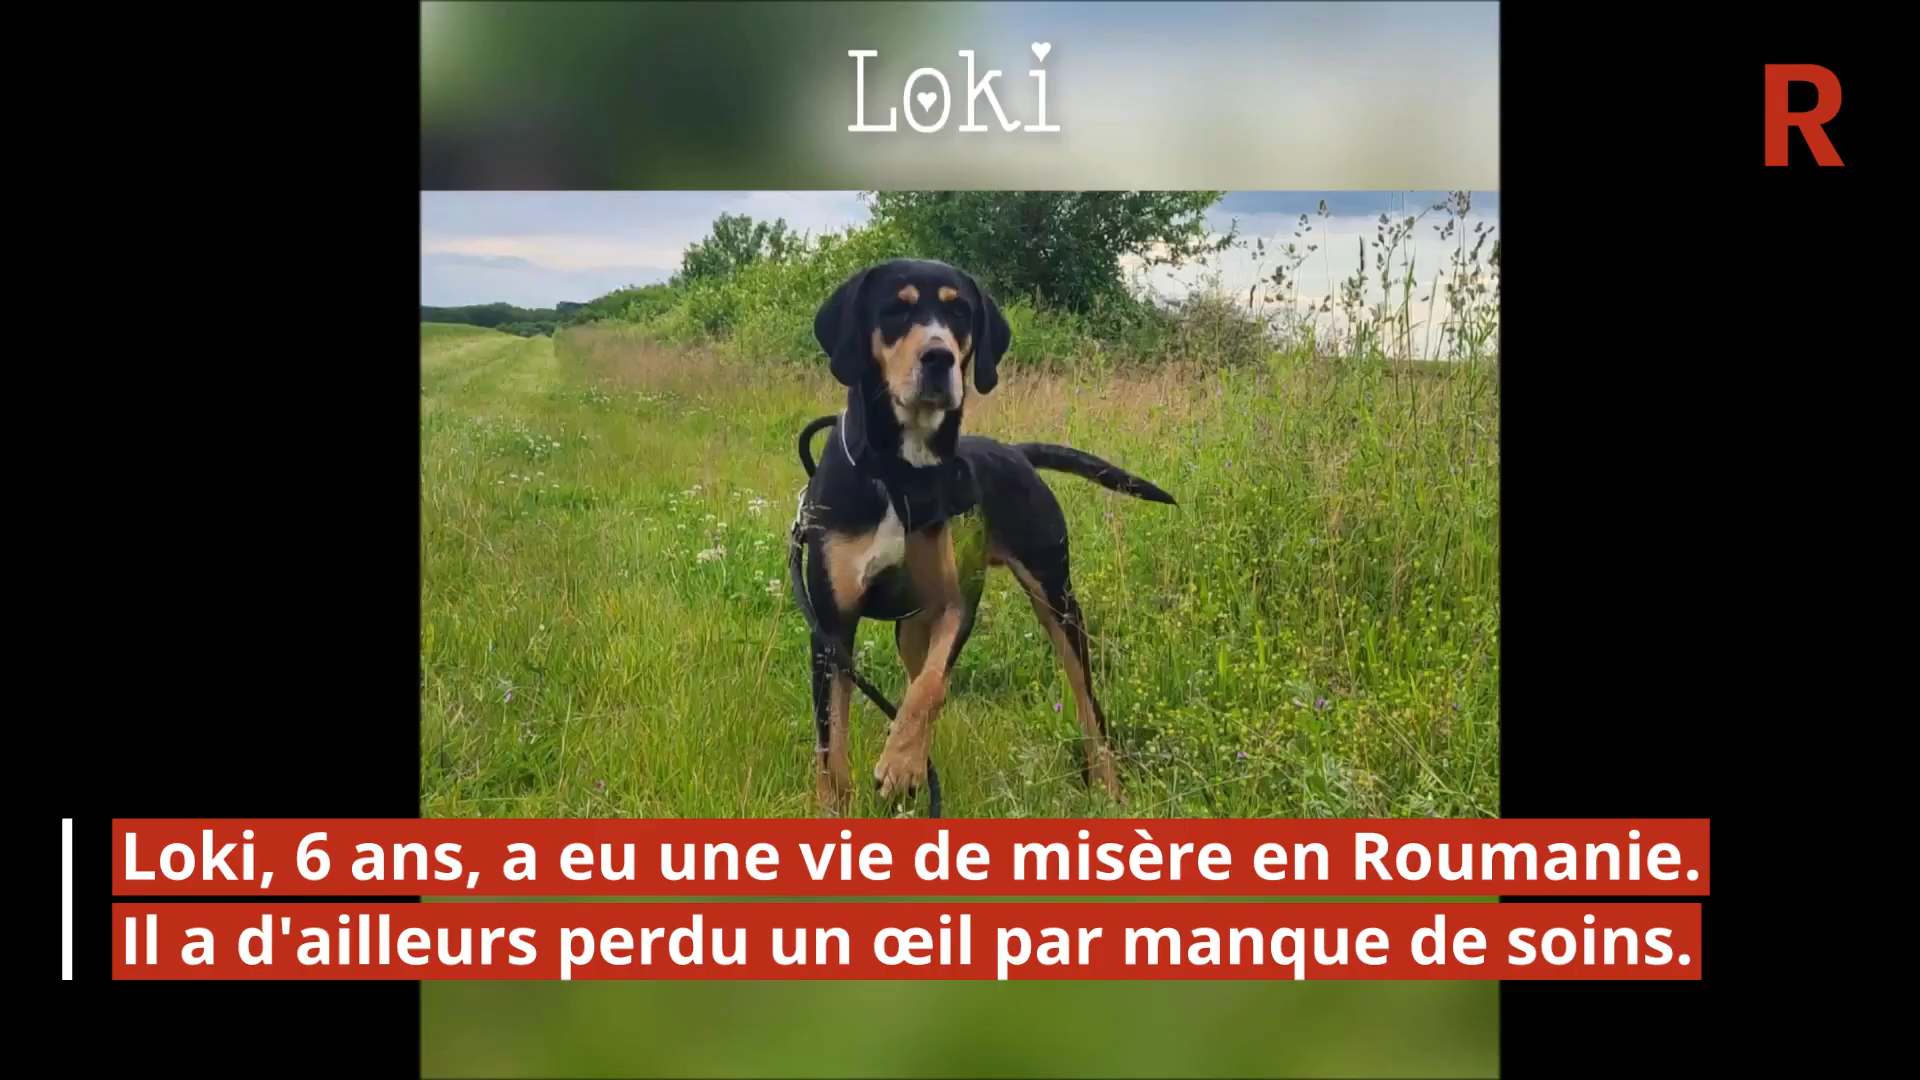 Loki
R
Loki, 6 ans, a eu une vie de misère en Roumanie.
Il a d'ailleurs perdu un œil par manque de soins.